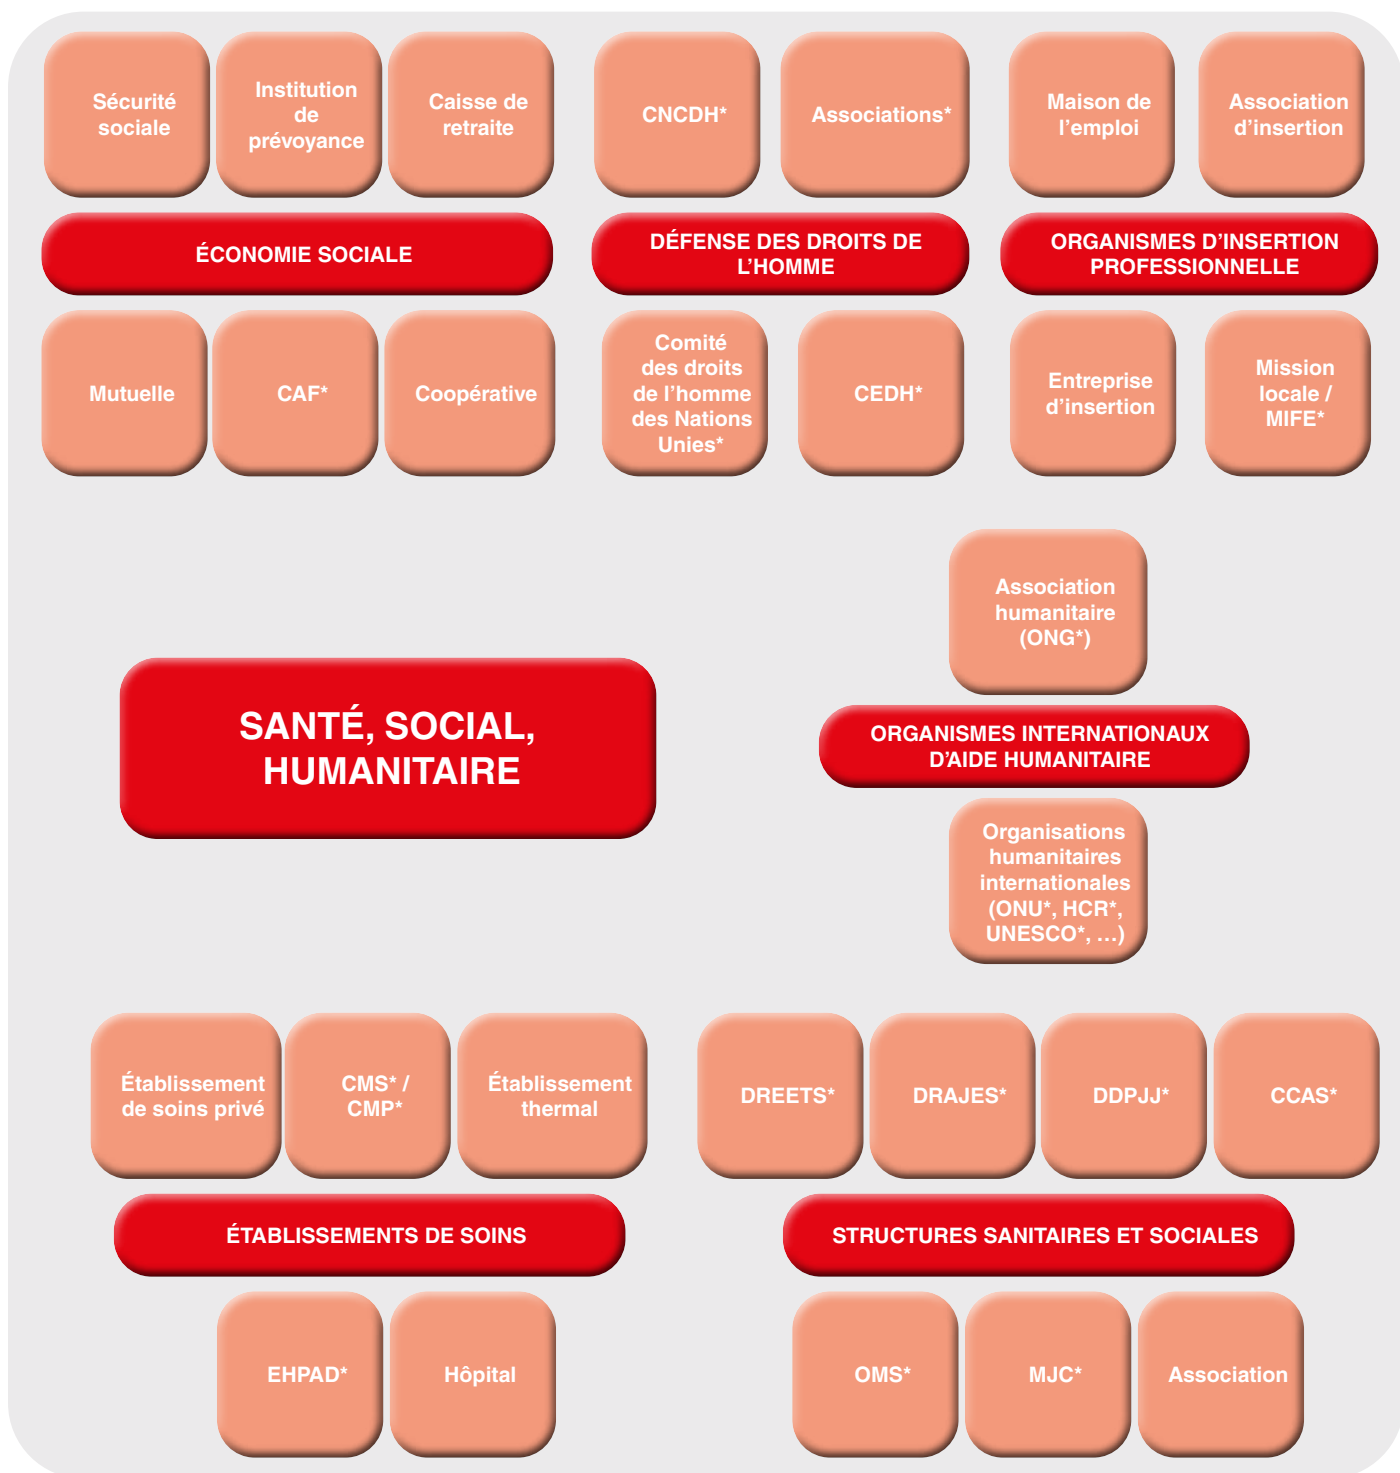 Sécurité
sociale
Institution
de
prévoyance
Caisse de
retraite
CNCDH*
Associations*
Maison de
l’emploi
Association
d’insertion
ÉCONOMIE SOCIALE
DÉFENSE DES DROITS DE
L’HOMME
ORGANISMES D’INSERTION
PROFESSIONNELLE
Mutuelle
CAF*
Coopérative
Comité
des droits
de l’homme
des Nations
Unies*
CEDH*
Entreprise
d’insertion
Mission
locale /
MIFE*
Association
humanitaire
(ONG*)
SANTÉ, SOCIAL,
HUMANITAIRE
ORGANISMES INTERNATIONAUX
D’AIDE HUMANITAIRE
Organisations
humanitaires
internationales
(ONU*, HCR*,
UNESCO*, …)
Établissement
de soins privé
CMS* /
CMP*
Établissement
thermal
DREETS*
DRAJES*
DDPJJ*
CCAS*
ÉTABLISSEMENTS DE SOINS
STRUCTURES SANITAIRES ET SOCIALES
EHPAD*
Hôpital
OMS*
MJC*
Association